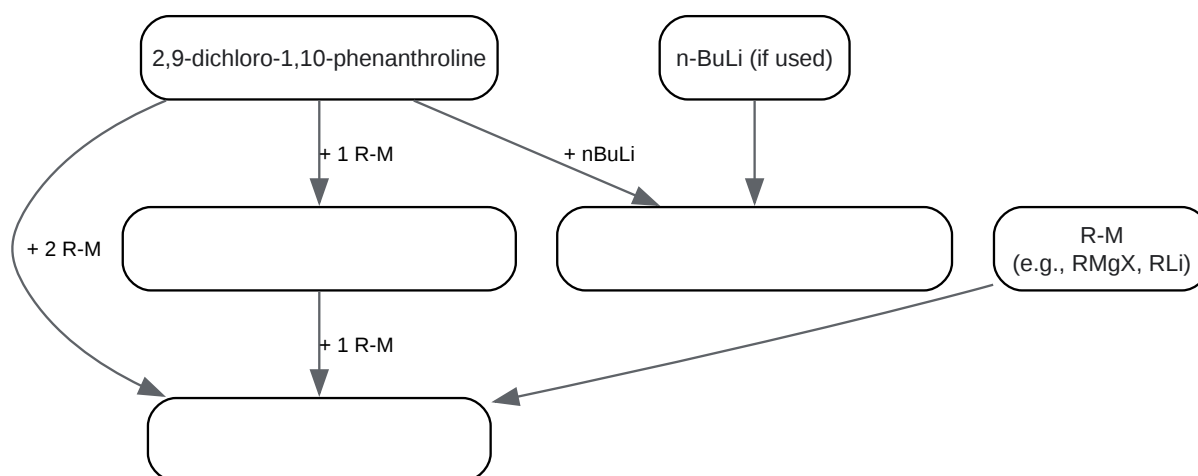 2,9-dichloro-1,10-phenanthroline
n-BuLi (if used)
+ 1 R-M
+ nBuLi
+ 2 R-M
R-M
(e.g., RMgX, RLi)
+ 1 R-M